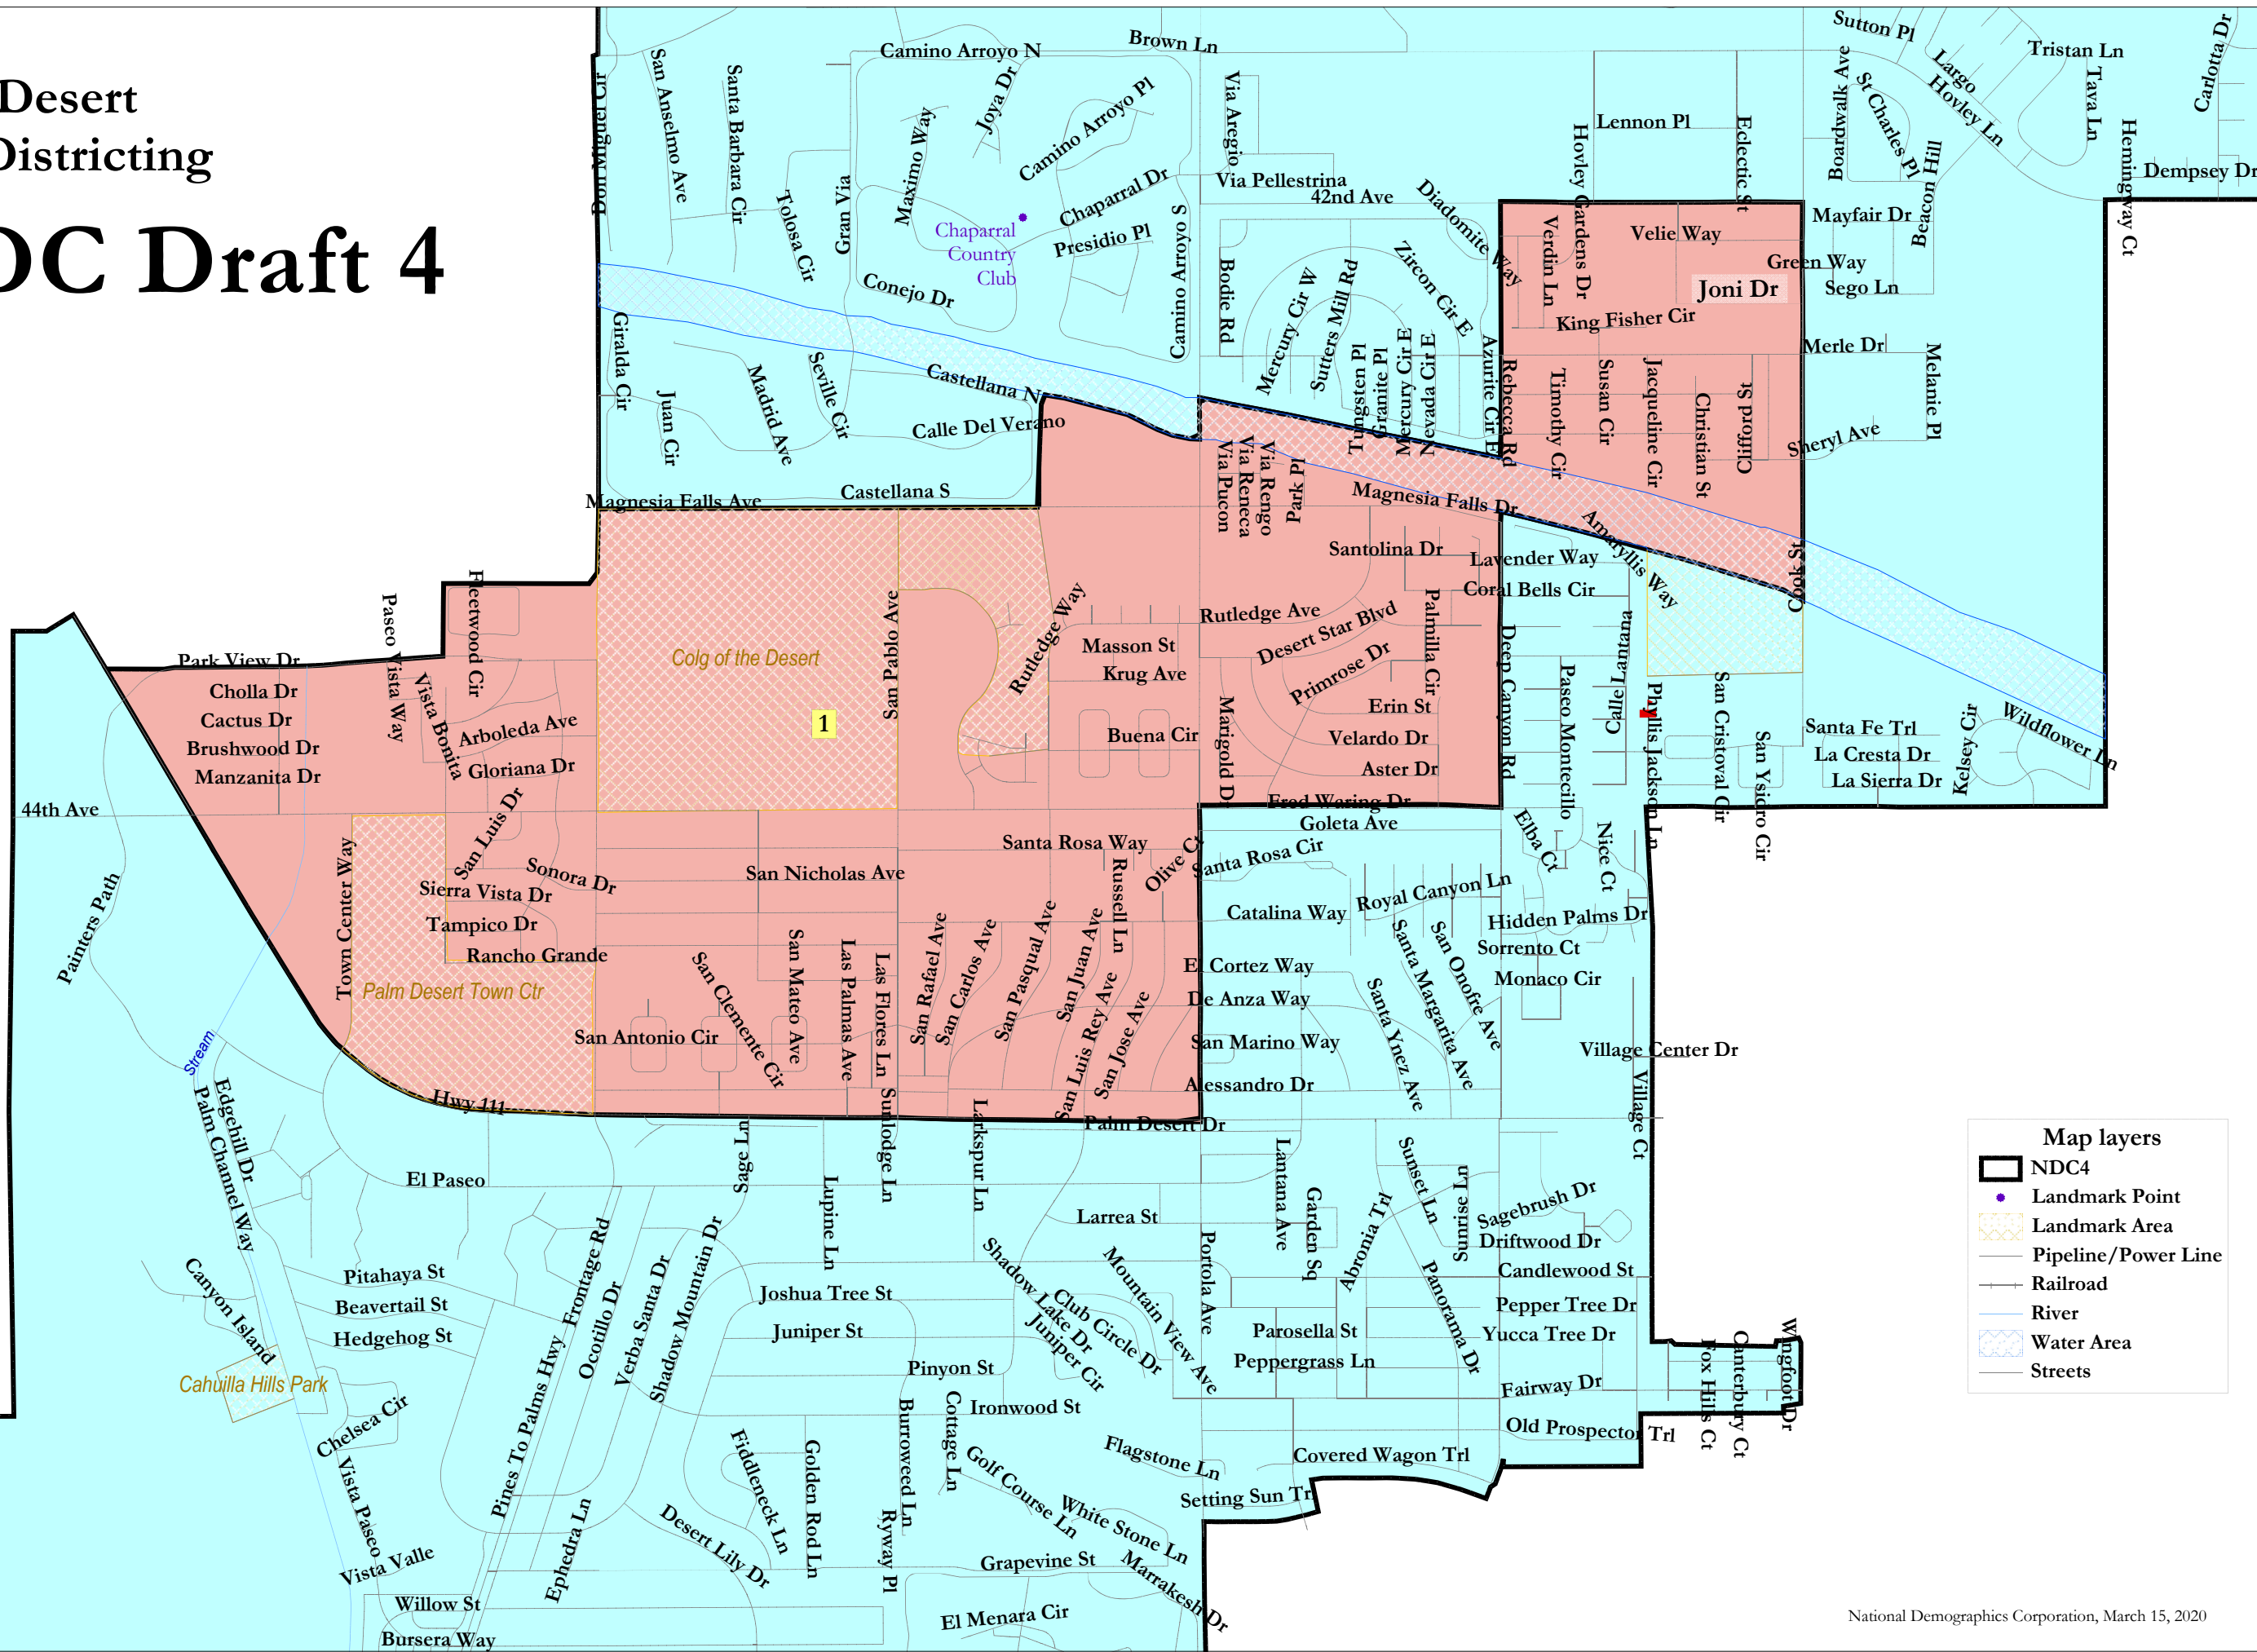 Desert
Districting
DC Draft 4
Camino Arroyo N
Brown Ln
Sutton Pl
Tristan Ln
Carlotta Dr
Don Miguel Cir
San Anselmo Ave
Santa Barbara Cir
Tolosa Cir
Gran Via
Maximo Way
Joya Dr
Camino Arroyo Pl
Chaparral Dr
Presidio Pl
Camino Arroyo S
Chaparral
Country
Club
Conejo Dr
Via Aregio
Via Pellestrina
42nd Ave
Diadomite Way
Hovley Gardens Dr
Lennon Pl
Eclectic St
Boardwalk Ave
St Charles Pl
Largo
Hovley Ln
Tava Ln
Beacon Hill
Hemingway Ct
Dempsey Dr
Mayfair Dr
Green Way
Sego Ln
Velie Way
Verdin Ln
Joni Dr
King Fisher Cir
Merle Dr
Melanie Pl
Sheryl Ave
Bodie Rd
Mercury Cir W
Sutters Mill Rd
Zircon Cir E
Tungsten Pl
Granite Pl
Mercury Cir E
Nevada Cir E
Azurite Cir E
Rebecca Rd
Timothy Cir
Susan Cir
Jacqueline Cir
Christian St
Clifford St
Giralda Cir
Juan Cir
Madrid Ave
Seville Cir
Castellana N
Calle Del Verano
Castellana S
Magnesia Falls Ave
Via Pucon
Via Reneca
Via Rengo
Park Pl
Magnesia Falls Dr
Amaryllis Way
Cook St
Santolina Dr
Lavender Way
Coral Bells Cir
Fleetwood Cir
Paseo Vista Way
Park View Dr
Cholla Dr
Cactus Dr
Brushwood Dr
Manzanita Dr
Vista Bonita
Arboleda Ave
Gloriana Dr
Colg of the Desert
San Pablo Ave
1
Rutledge Way
Rutledge Ave
Masson St
Krug Ave
Buena Cir
Desert Star Blvd
Primrose Dr
Palmilla Cir
Erin St
Velardo Dr
Aster Dr
Marigold Dr
Fred Waring Dr
Deep Canyon Rd
Paseo Montecillo
Calle Lantana
Phyllis Jackson Ln
San Cristoval Cir
San Ysidro Cir
Santa Fe Trl
La Cresta Dr
La Sierra Dr
Kelsey Cir
Wildflower Ln
44th Ave
Painters Path
Town Center Way
San Luis Dr
Sonora Dr
Sierra Vista Dr
Tampico Dr
Rancho Grande
Palm Desert Town Ctr
Santa Rosa Way
San Nicholas Ave
Russell Ln
Olive Ct
Goleta Ave
Santa Rosa Cir
Catalina Way
Royal Canyon Ln
Elba Ct
Nice Ct
Hidden Palms Dr
Sorrento Ct
Monaco Cir
Santa Margarita Ave
San Onofre Ave
Santa Ynez Ave
El Cortez Way
De Anza Way
San Marino Way
Alessandro Dr
San Antonio Cir
San Clemente Cir
San Mateo Ave
Las Palmas Ave
Las Flores Ln
San Rafael Ave
San Carlos Ave
San Pasqual Ave
San Juan Ave
San Luis Rey Ave
San Jose Ave
Village Center Dr
Village Ct
Stream
Hwy 111
Palm Desert Dr
Edgehill Dr
Palm Channel Way
El Paseo
Sage Ln
Lupine Ln
Sunlodge Ln
Larkspur Ln
Larrea St
Portola Ave
Lantana Ave
Garden Sq
Abronia Trl
Sunset Ln
Sunrise Ln
Sagebrush Dr
Driftwood Dr
Candlewood St
Pepper Tree Dr
Yucca Tree Dr
Panorama Dr
Parosella St
Peppergrass Ln
Fairway Dr
Old Prospector Trl
Fox Hills Ct
Canterbury Ct
Wingfoot Dr
Canyon Island
Pitahaya St
Beavertail St
Hedgehog St
Cahuilla Hills Park
Chelsea Cir
Vista Paseo
Vista Valle
Willow St
Bursera Way
Pines To Palms Hwy
Frontage Rd
Ocotillo Dr
Verba Santa Dr
Shadow Mountain Dr
Ephedra Ln
Joshua Tree St
Juniper St
Pinyon St
Ironwood St
Shadow Lake Dr
Club Circle Dr
Juniper Cir
Mountain View Ave
Burroweed Ln
Cottage Ln
Golf Course Ln
Flagstone Ln
Covered Wagon Trl
Setting Sun Trl
White Stone Ln
Marrakesh Dr
Grapevine St
El Menara Cir
Fiddleneck Ln
Golden Rod Ln
Desert Lily Dr
Ryway Pl
Map layers
NDC4
Landmark Point
Landmark Area
Pipeline/Power Line
Railroad
River
Water Area
Streets
National Demographics Corporation, March 15, 2020